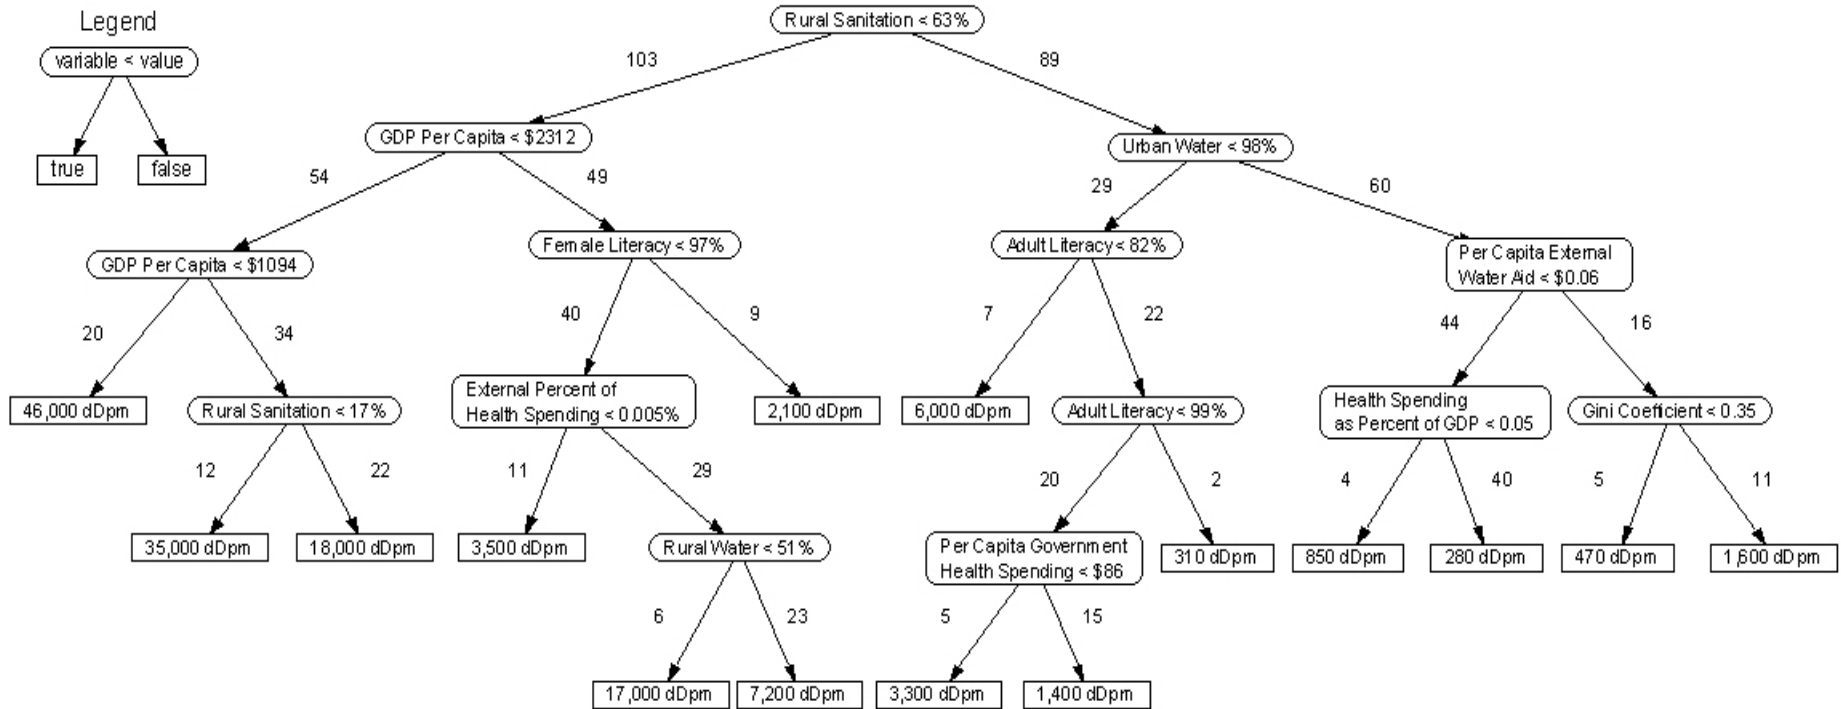 Legend
variable < value
true
false
Rural Sanitation < 63%
103
89
GDP Per Capita < $2312
Urban Water < 98%
54
49
29
60
GDP Per Capita < $1094
Female Literacy < 97%
Adult Literacy < 82%
Per Capita External
Water Aid < $0.06
20
34
40
9
7
22
44
16
46,000 dDpm
Rural Sanitation < 17%
External Percent of
Health Spending < 0.005%
2,100 dDpm
6,000 dDpm
Adult Literacy < 99%
Health Spending
as Percent of GDP < 0.05
Gini Coefficient < 0.35
12
22
11
29
20
2
4
40
5
11
35,000 dDpm
18,000 dDpm
3,500 dDpm
Rural Water < 51%
Per Capita Government
Health Spending < $86
310 dDpm
850 dDpm
280 dDpm
470 dDpm
1,600 dDpm
6
23
5
15
17,000 dDpm
7,200 dDpm
3,300 dDpm
1,400 dDpm